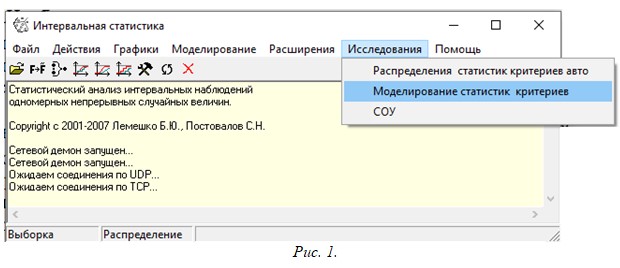 Интервальная статистика
Файл Действия Графики Моделирование Расширения Исследования Помощь
F→F
Распределения статистик критериев авто
Моделирование статистик критериев
СОУ
Статистический анализ интервальных наблюдений
одномерных непрерывных случайных величин.
Copyright с 2001-2007 Лемешко Б.Ю., Постовалов С.Н.
Сетевой демон запущен...
Сетевой демон запущен...
Ожидаем соединения по UDP...
Ожидаем соединения по TCP...
Выборка Распределение
Рис. 1.